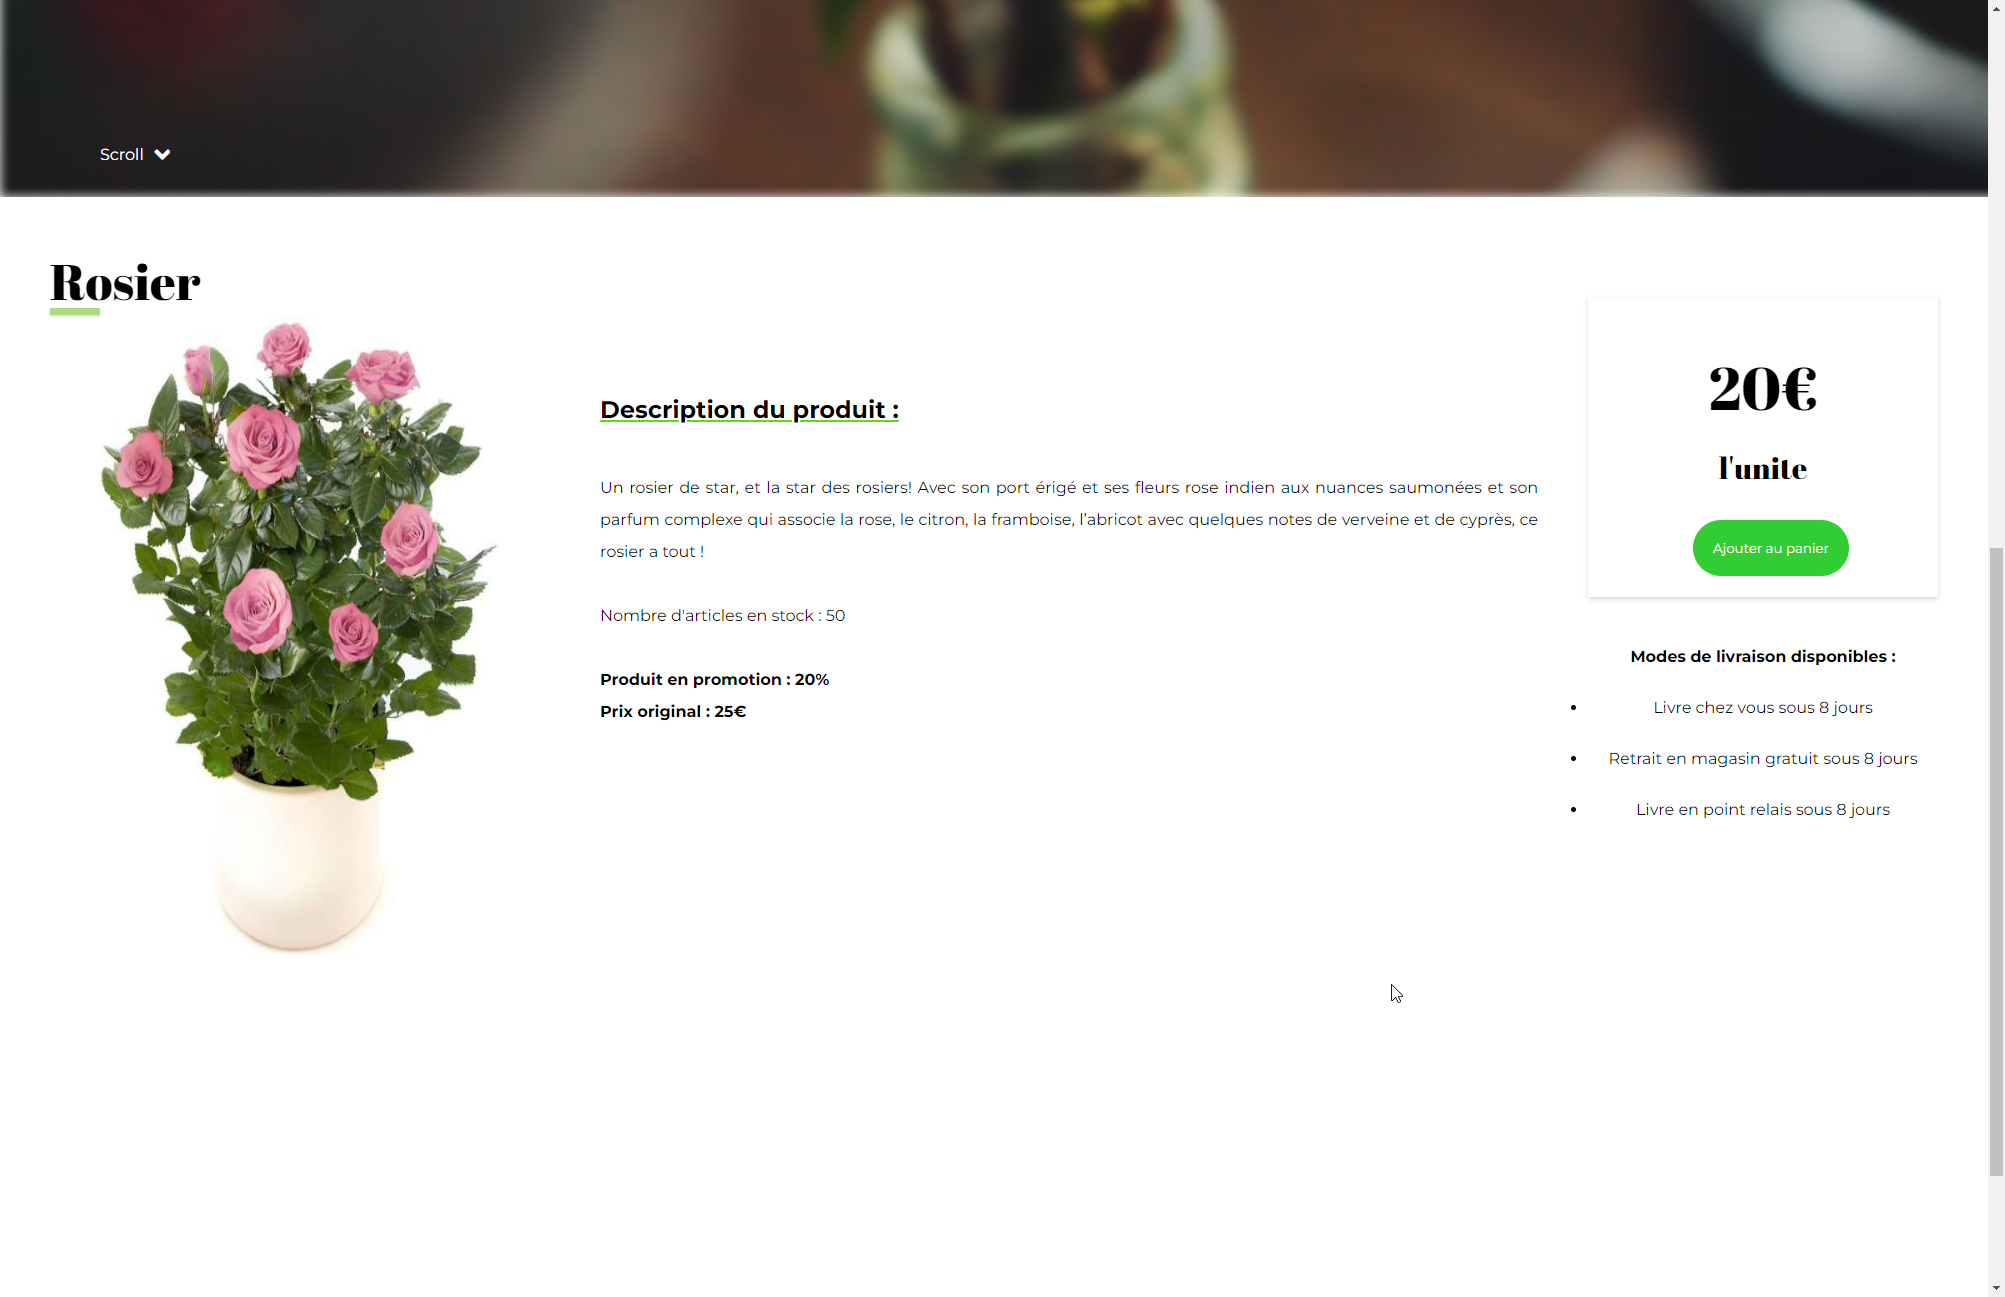 Scroll
Rosier
Description du produit :
Un rosier de star, et la star des rosiers! Avec son port érigé et ses fleurs rose indien aux nuances saumonées et son
parfum complexe qui associe la rose, le citron, la framboise, l’abricot avec quelques notes de verveine et de cyprès, ce
rosier a tout !
Nombre d'articles en stock : 50
Produit en promotion : 20%
Prix original : 25€
20€
l'unite
Ajouter au panier
Modes de livraison disponibles :
Livre chez vous sous 8 jours
Retrait en magasin gratuit sous 8 jours
Livre en point relais sous 8 jours